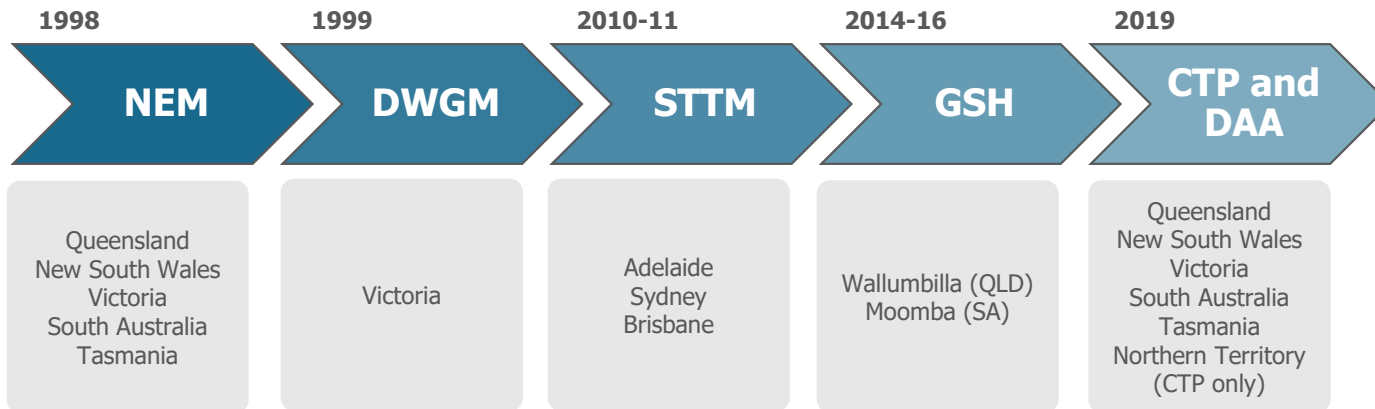 1998
1999
2010-11
2014-16
2019
NEM
DWGM
STTM
GSH
CTP and
DAA
Queensland
New South Wales
Victoria
South Australia
Tasmania
Victoria
Adelaide
Sydney
Brisbane
Wallumbilla (QLD)
Moomba (SA)
Queensland
New South Wales
Victoria
South Australia
Tasmania
Northern Territory
(CTP only)